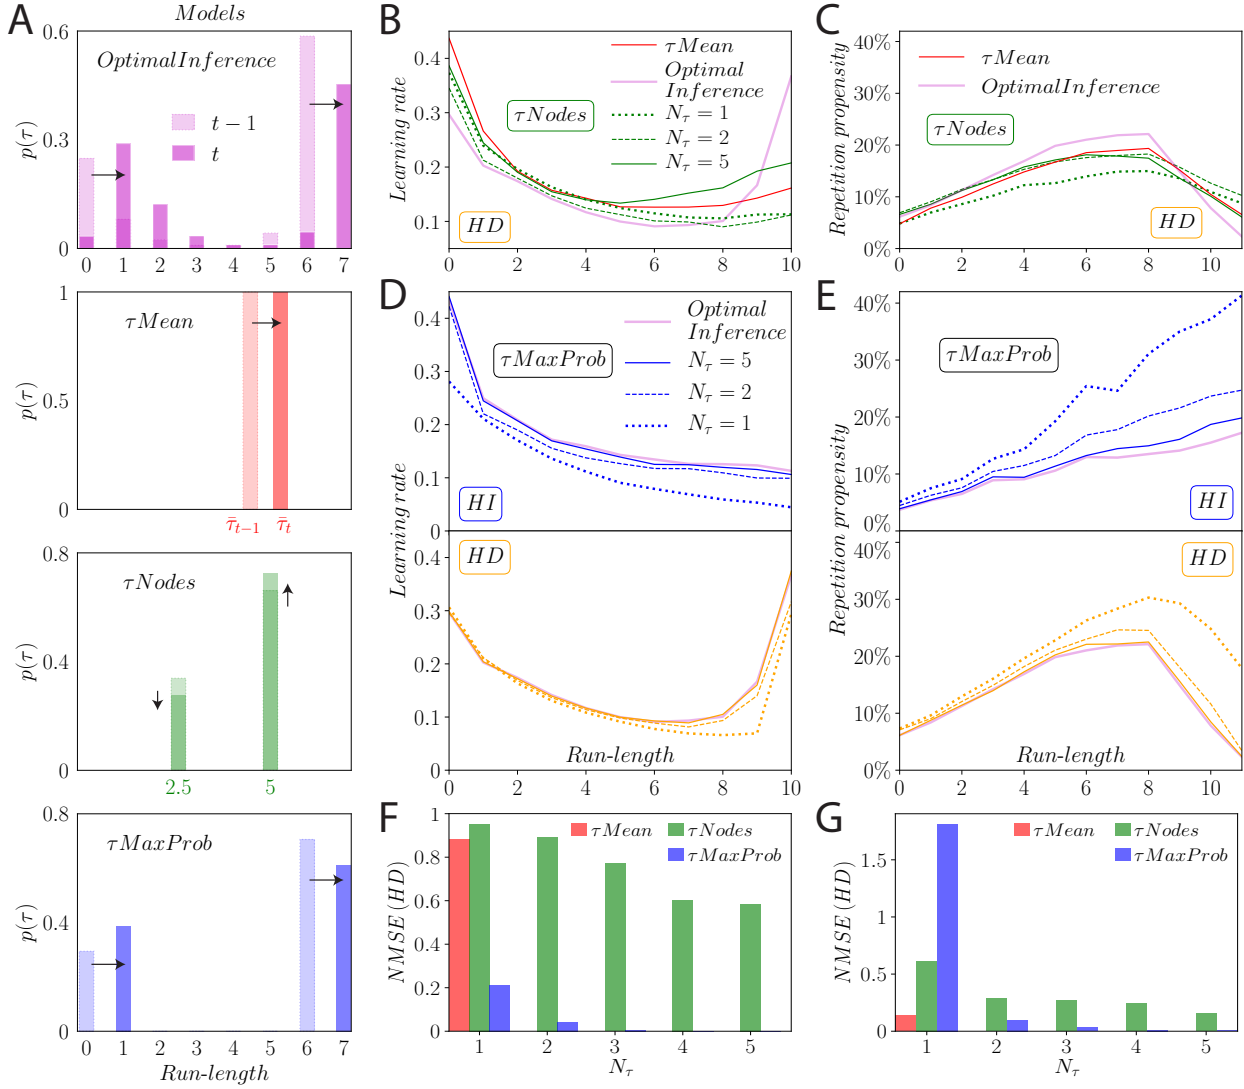 A
Models
0.6
OptimalInference
t − 1
t
0.3
p(τ)
0
0 1 2 3 4 5 6 7
1
τMean
0.5
p(τ)
0
τ̄ₜ₋₁ τ̄ₜ
0.8
τNodes
0.4
p(τ)
0
2.5 5
0.8
τMaxProb
0.4
p(τ)
0
0 1 2 3 4 5 6 7
Run-length
B
0.4
0.3
0.2
0.1
Learning rate
τMean
Optimal
Inference
τNodes
N_τ = 1
N_τ = 2
N_τ = 5
HD
0 2 4 6 8 10
C
40%
30%
20%
10%
0%
Repetition propensity
τMean
OptimalInference
τNodes
HD
0 2 4 6 8 10
D
0.4
0.3
0.2
0.1
0
Learning rate
Optimal
Inference
τMaxProb
N_τ = 5
N_τ = 2
N_τ = 1
HI
HD
0.4
0.3
0.2
0.1
0
Run-length
0 2 4 6 8 10
E
40%
30%
20%
10%
0%
Repetition propensity
τMaxProb
HI
HD
40%
30%
20%
10%
0%
Run-length
0 2 4 6 8 10
F
1
0.8
0.6
0.4
0.2
0
NMSE (HD)
τMean
τNodes
τMaxProb
1 2 3 4 5
N_τ
G
1.5
1
0.5
0
NMSE (HD)
τMean
τNodes
τMaxProb
1 2 3 4 5
N_τ